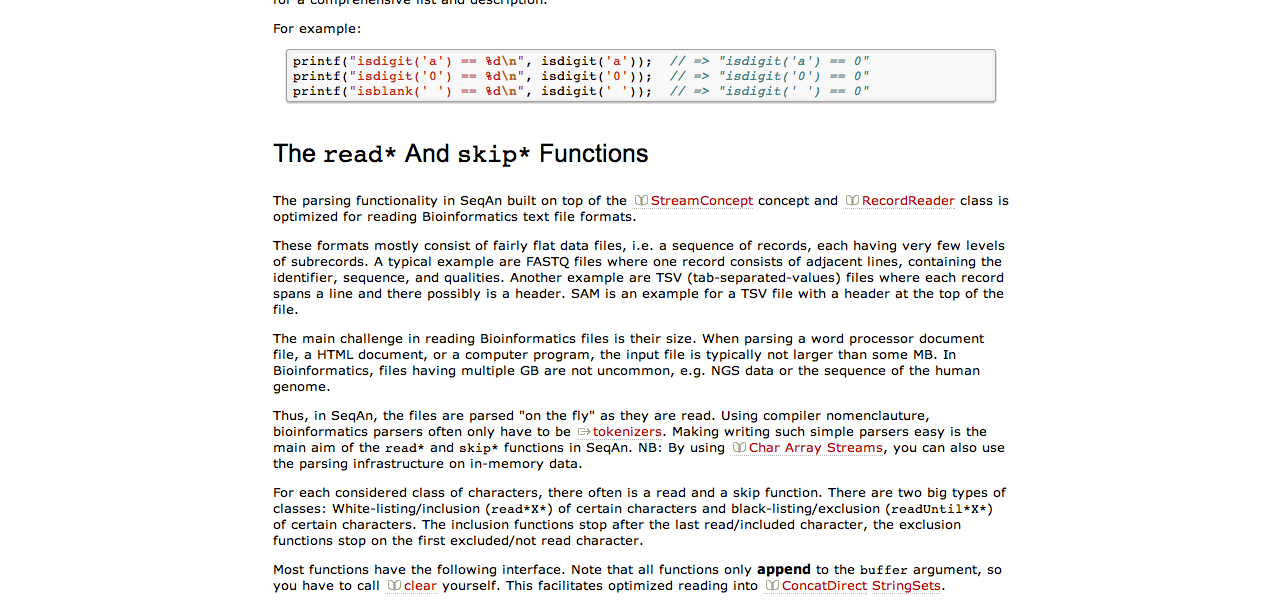 for a comprehensive list and description.
For example:
printf("isdigit('a') == %d\n", isdigit('a'));  // => "isdigit('a') == 0"
printf("isdigit('0') == %d\n", isdigit('0'));  // => "isdigit('0') == 0"
printf("isblank(' ') == %d\n", isdigit(' '));  // => "isdigit(' ') == 0"
The read* And skip* Functions
The parsing functionality in SeqAn built on top of the StreamConcept concept and RecordReader class is
optimized for reading Bioinformatics text file formats.
These formats mostly consist of fairly flat data files, i.e. a sequence of records, each having very few levels
of subrecords. A typical example are FASTQ files where one record consists of adjacent lines, containing the
identifier, sequence, and qualities. Another example are TSV (tab-separated-values) files where each record
spans a line and there possibly is a header. SAM is an example for a TSV file with a header at the top of the
file.
The main challenge in reading Bioinformatics files is their size. When parsing a word processor document
file, a HTML document, or a computer program, the input file is typically not larger than some MB. In
Bioinformatics, files having multiple GB are not uncommon, e.g. NGS data or the sequence of the human
genome.
Thus, in SeqAn, the files are parsed "on the fly" as they are read. Using compiler nomenclauture,
bioinformatics parsers often only have to be tokenizers. Making writing such simple parsers easy is the
main aim of the read* and skip* functions in SeqAn. NB: By using Char Array Streams, you can also use
the parsing infrastructure on in-memory data.
For each considered class of characters, there often is a read and a skip function. There are two big types of
classes: White-listing/inclusion (read*X*) of certain characters and black-listing/exclusion (readUntil*X*)
of certain characters. The inclusion functions stop after the last read/included character, the exclusion
functions stop on the first excluded/not read character.
Most functions have the following interface. Note that all functions only append to the buffer argument, so
you have to call clear yourself. This facilitates optimized reading into ConcatDirect StringSets.